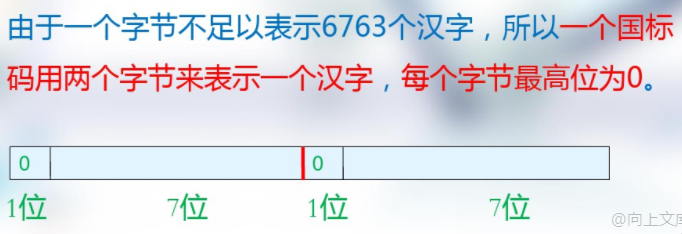 由于一个字节不足以表示6763个汉字，所以一个国标
码用两个字节来表示一个汉字，每个字节最高位为0。
0 0
1位 7位 1位 7位
@向上文库